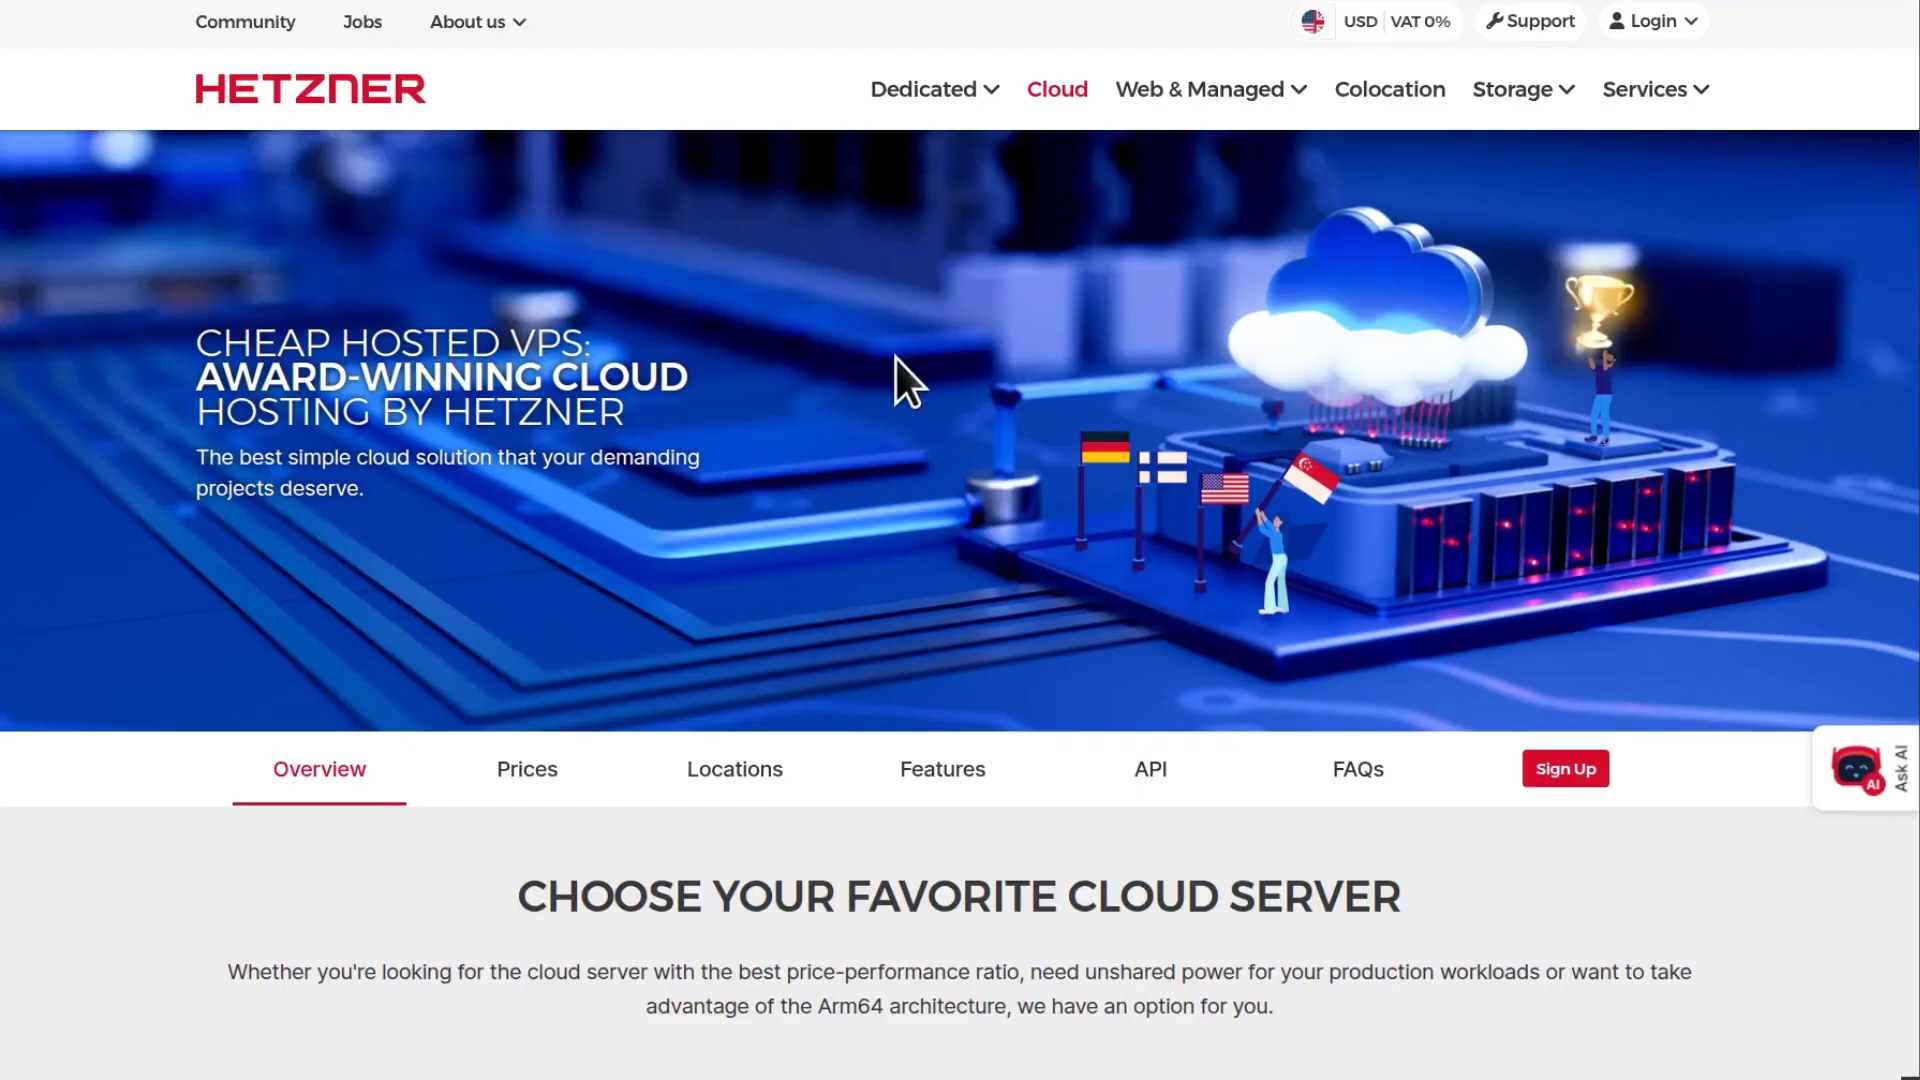 Community Jobs About us USD VAT 0% Support Login
HETZNER Dedicated Cloud Web & Managed Colocation Storage Services
CHEAP HOSTED VPS:
AWARD-WINNING CLOUD
HOSTING BY HETZNER
The best simple cloud solution that your demanding
projects deserve.
Overview Prices Locations Features API FAQs Sign Up
AI Ask AI
CHOOSE YOUR FAVORITE CLOUD SERVER
Whether you're looking for the cloud server with the best price-performance ratio, need unshared power for your production workloads or want to take
advantage of the Arm64 architecture, we have an option for you.